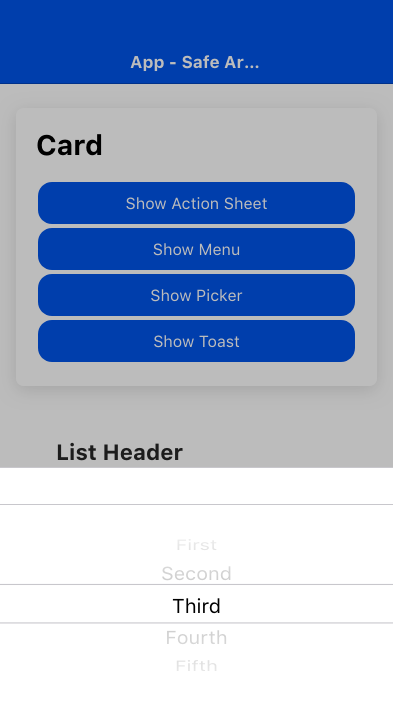 App - Safe Ar...
Card
Show Action Sheet
Show Menu
Show Picker
Show Toast
List Header
First
Second
Third
Fourth
Fifth